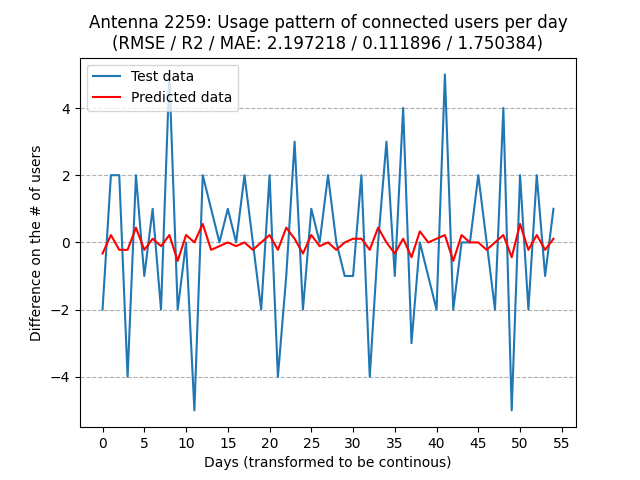 Antenna 2259: Usage pattern of connected users per day
(RMSE / R2 / MAE: 2.197218 / 0.111896 / 1.750384)
Test data
Predicted data
Difference on the # of users
4
2
0
−2
−4
0 5 10 15 20 25 30 35 40 45 50 55
Days (transformed to be continous)